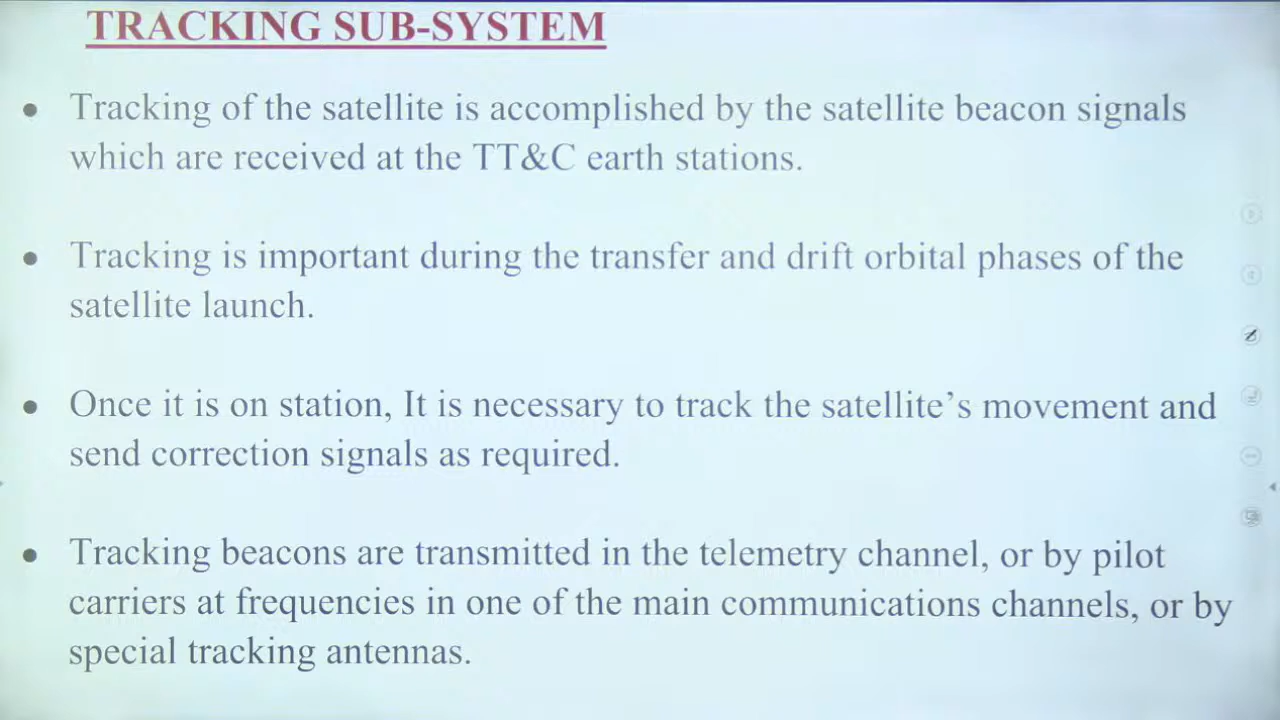 TRACKING SUB-SYSTEM
• Tracking of the satellite is accomplished by the satellite beacon signals
which are received at the TT&C earth stations.
• Tracking is important during the transfer and drift orbital phases of the
satellite launch.
• Once it is on station, It is necessary to track the satellite’s movement and
send correction signals as required.
• Tracking beacons are transmitted in the telemetry channel, or by pilot
carriers at frequencies in one of the main communications channels, or by
special tracking antennas.